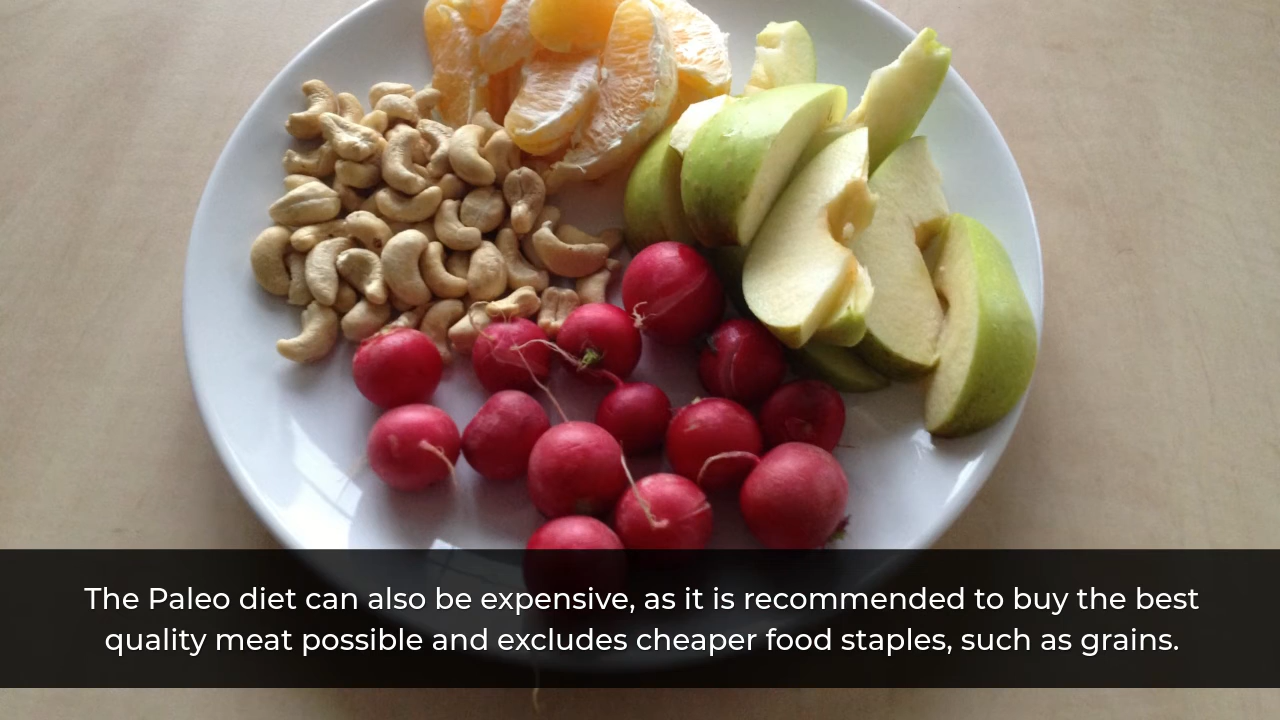 The Paleo diet can also be expensive, as it is recommended to buy the best
quality meat possible and excludes cheaper food staples, such as grains.